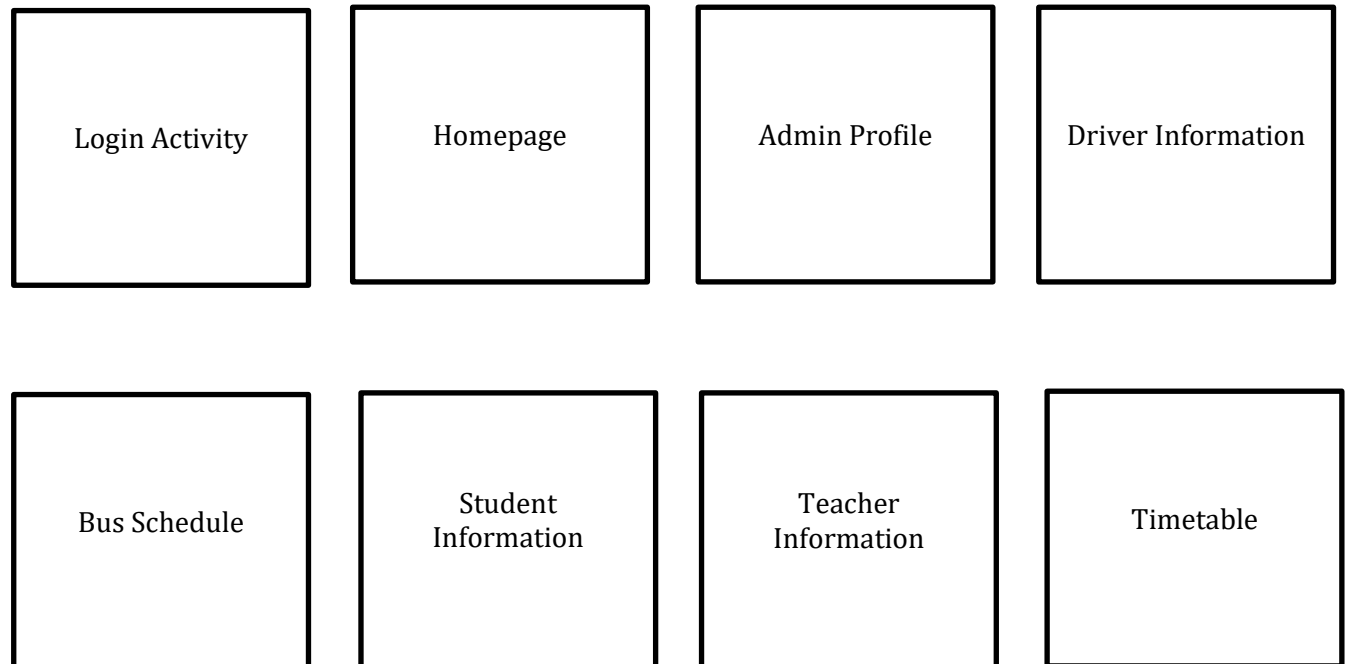 Login Activity
Homepage
Admin Profile
Driver Information
Bus Schedule
Student
Information
Teacher
Information
Timetable